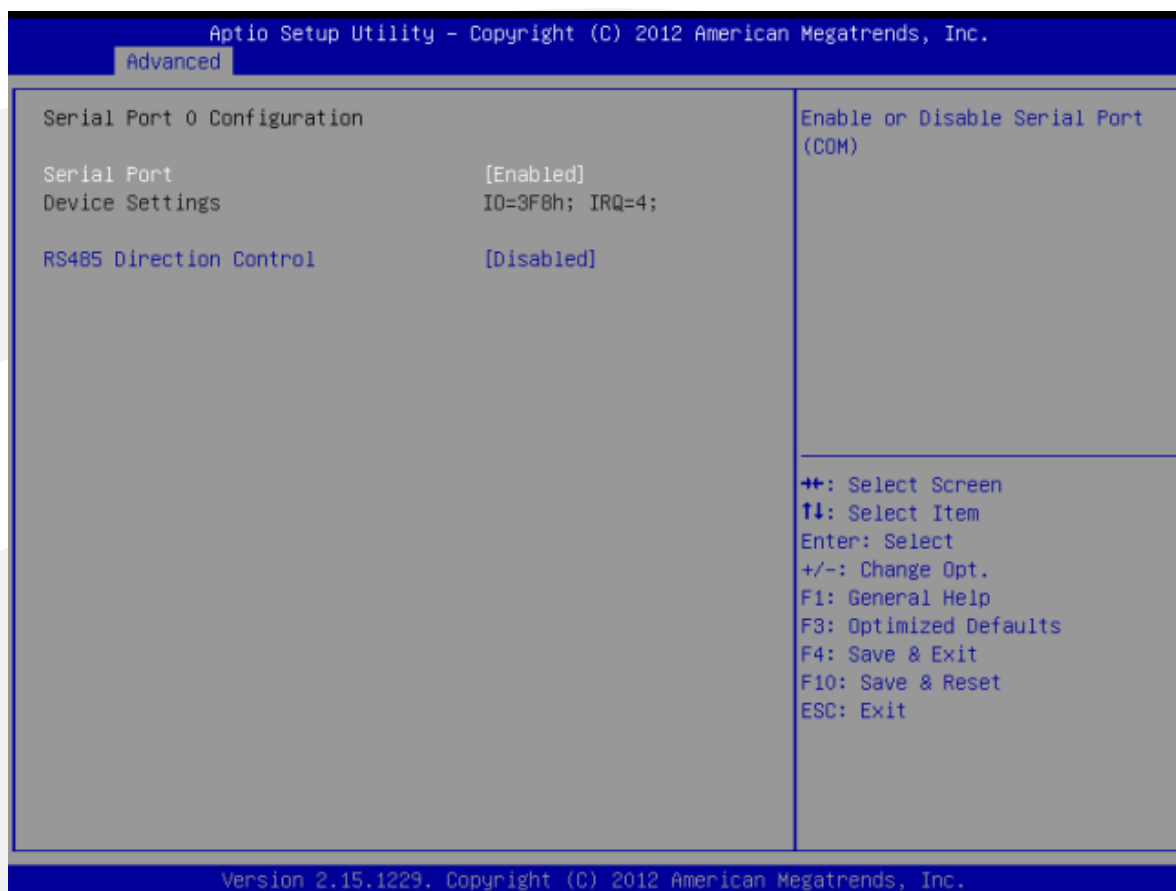 Aptio Setup Utility – Copyright (C) 2012 American Megatrends, Inc.
Advanced
Serial Port 0 Configuration
Serial Port [Enabled]
Device Settings IO=3F8h; IRQ=4;
RS485 Direction Control [Disabled]
Enable or Disable Serial Port
(COM)
→←: Select Screen
↑↓: Select Item
Enter: Select
+/-: Change Opt.
F1: General Help
F3: Optimized Defaults
F4: Save & Exit
F10: Save & Reset
ESC: Exit
Version 2.15.1229. Copyright (C) 2012 American Megatrends, Inc.